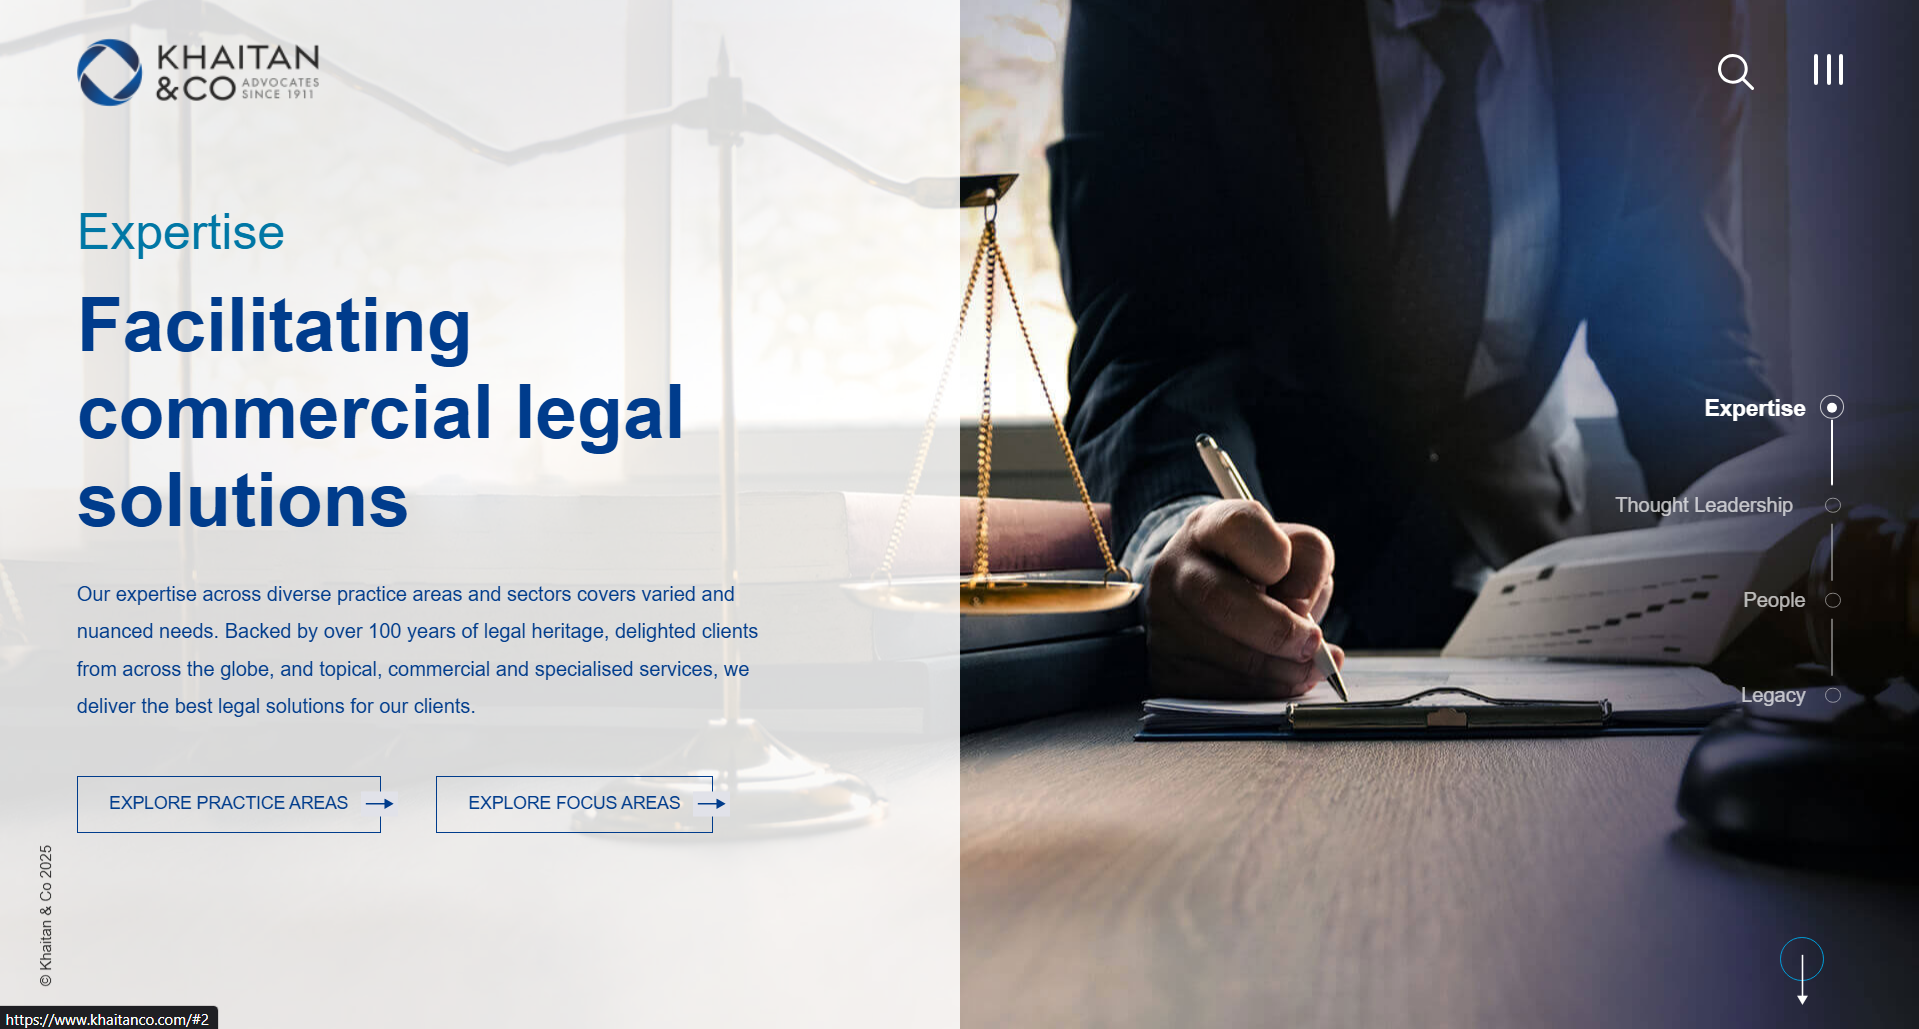 KHAITAN
&CO ADVOCATES SINCE 1911
Expertise
Facilitating
commercial legal
solutions
Our expertise across diverse practice areas and sectors covers varied and
nuanced needs. Backed by over 100 years of legal heritage, delighted clients
from across the globe, and topical, commercial and specialised services, we
deliver the best legal solutions for our clients.
EXPLORE PRACTICE AREAS
EXPLORE FOCUS AREAS
Expertise
Thought Leadership
People
Legacy
© Khaitan & Co 2025
https://www.khaitanco.com/#2